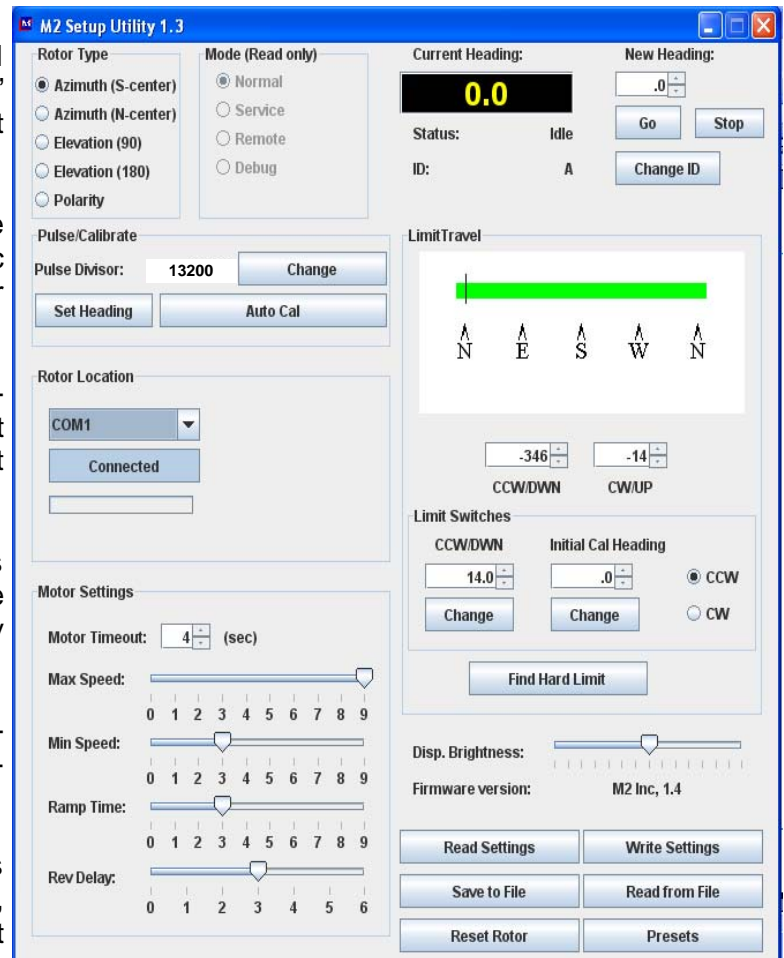 M2 Setup Utility 1.3
Rotor Type
Azimuth (S-center)
Azimuth (N-center)
Elevation (90)
Elevation (180)
Polarity
Mode (Read only)
Normal
Service
Remote
Debug
Current Heading:
0.0
Status: Idle
ID: A
New Heading:
.0
Go Stop
Change ID
Pulse/Calibrate
Pulse Divisor: 13200 Change
Set Heading Auto Cal
Rotor Location
COM1
Connected
Motor Settings
Motor Timeout: 4 (sec)
Max Speed:
0 1 2 3 4 5 6 7 8 9
Min Speed:
0 1 2 3 4 5 6 7 8 9
Ramp Time:
0 1 2 3 4 5 6 7 8 9
Rev Delay:
0 1 2 3 4 5 6
LimitTravel
N E S W N
-346 -14
CCW/DWN CW/UP
Limit Switches
CCW/DWN Initial Cal Heading
14.0 .0 CCW
Change Change CW
Find Hard Limit
Disp. Brightness:
Firmware version: M2 Inc, 1.4
Read Settings Write Settings
Save to File Read from File
Reset Rotor Presets